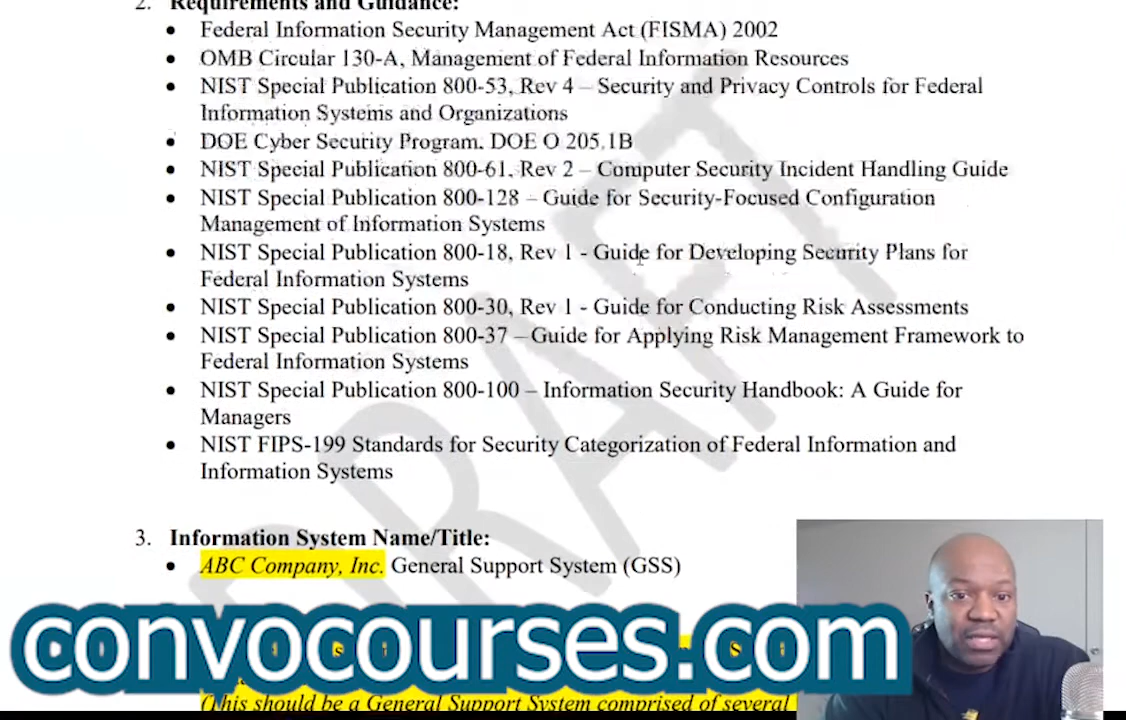 2. Requirements and Guidance:
• Federal Information Security Management Act (FISMA) 2002
• OMB Circular 130-A, Management of Federal Information Resources
• NIST Special Publication 800-53, Rev 4 – Security and Privacy Controls for Federal
Information Systems and Organizations
• DOE Cyber Security Program. DOE O 205.1B
• NIST Special Publication 800-61, Rev 2 – Computer Security Incident Handling Guide
• NIST Special Publication 800-128 – Guide for Security-Focused Configuration
Management of Information Systems
• NIST Special Publication 800-18, Rev 1 - Guide for Developing Security Plans for
Federal Information Systems
• NIST Special Publication 800-30, Rev 1 - Guide for Conducting Risk Assessments
• NIST Special Publication 800-37 – Guide for Applying Risk Management Framework to
Federal Information Systems
• NIST Special Publication 800-100 – Information Security Handbook: A Guide for
Managers
• NIST FIPS-199 Standards for Security Categorization of Federal Information and
Information Systems
3. Information System Name/Title:
• ABC Company, Inc. General Support System (GSS)
convocourses.com
(This should be a General Support System comprised of several
DRAFT